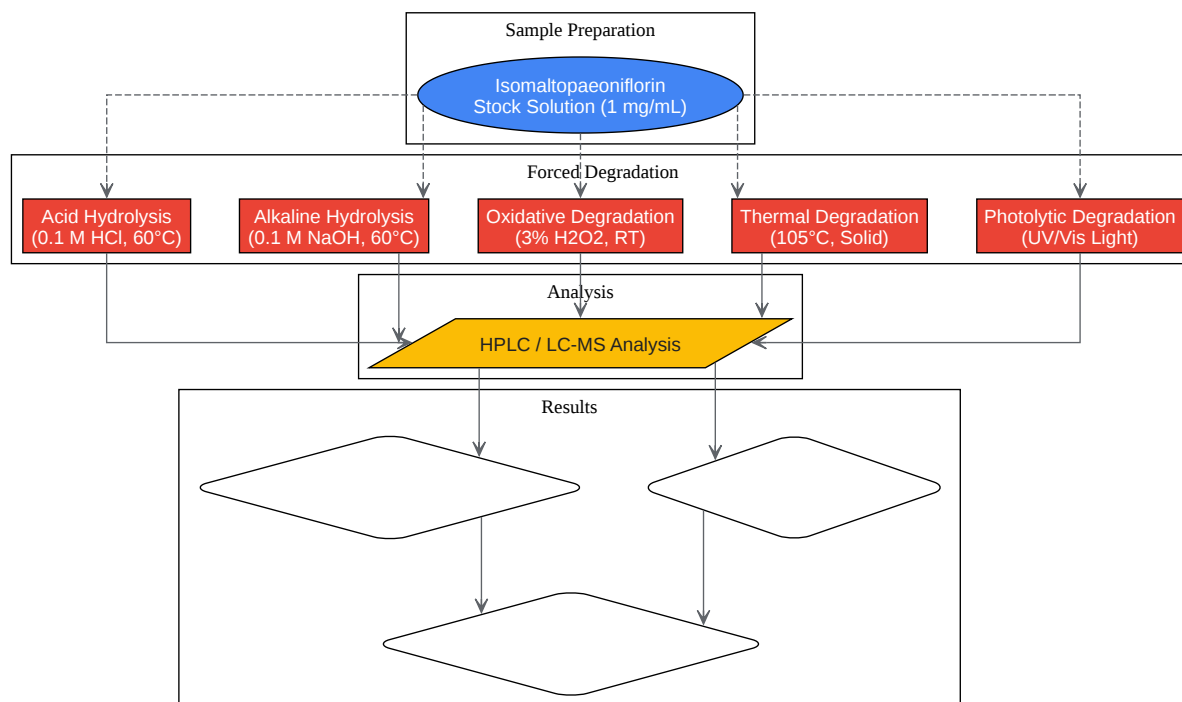 Sample Preparation
Isomaltopaeoniflorin
Stock Solution (1 mg/mL)
Forced Degradation
Acid Hydrolysis
(0.1 M HCl, 60°C)
Alkaline Hydrolysis
(0.1 M NaOH, 60°C)
Oxidative Degradation
(3% H2O2, RT)
Thermal Degradation
(105°C, Solid)
Photolytic Degradation
(UV/Vis Light)
Analysis
HPLC / LC-MS Analysis
Results